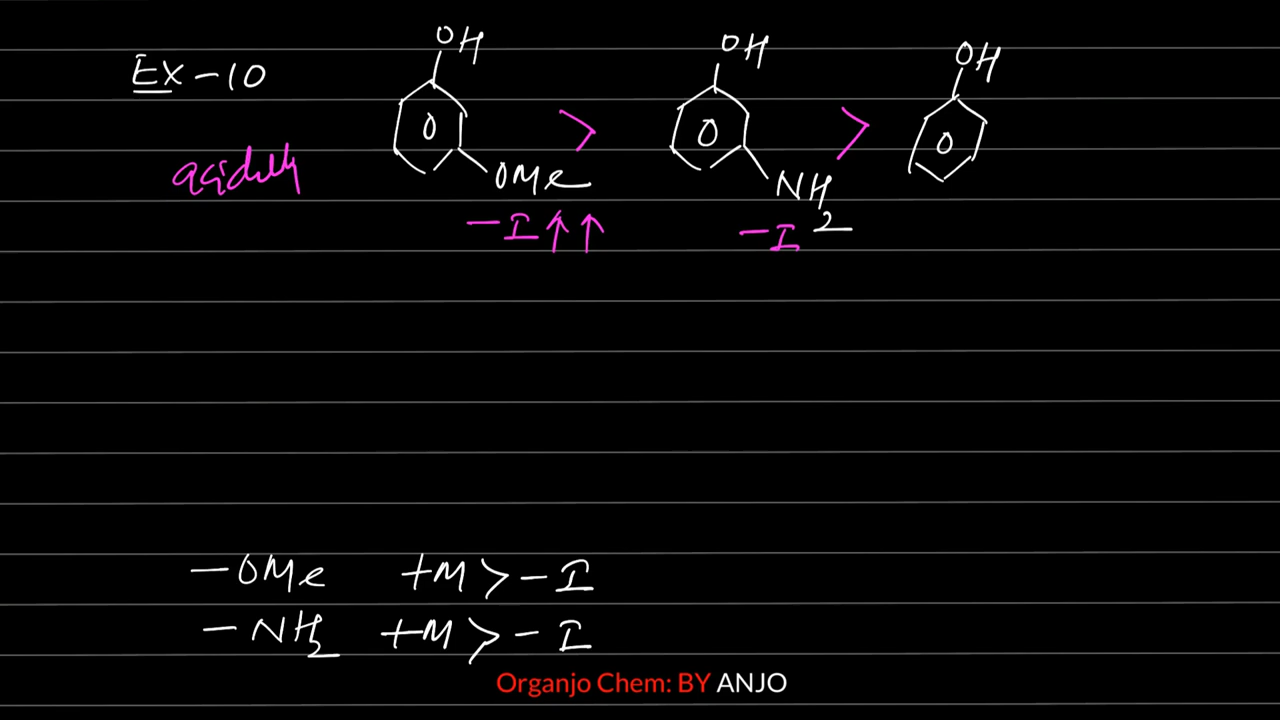 OH OH OH
Ex-10
O > O > O
acidity
OMe NH2
-I↑↑ -I
-OMe +M > -I
-NH2 +M > -I
Organjo Chem: BY ANJO